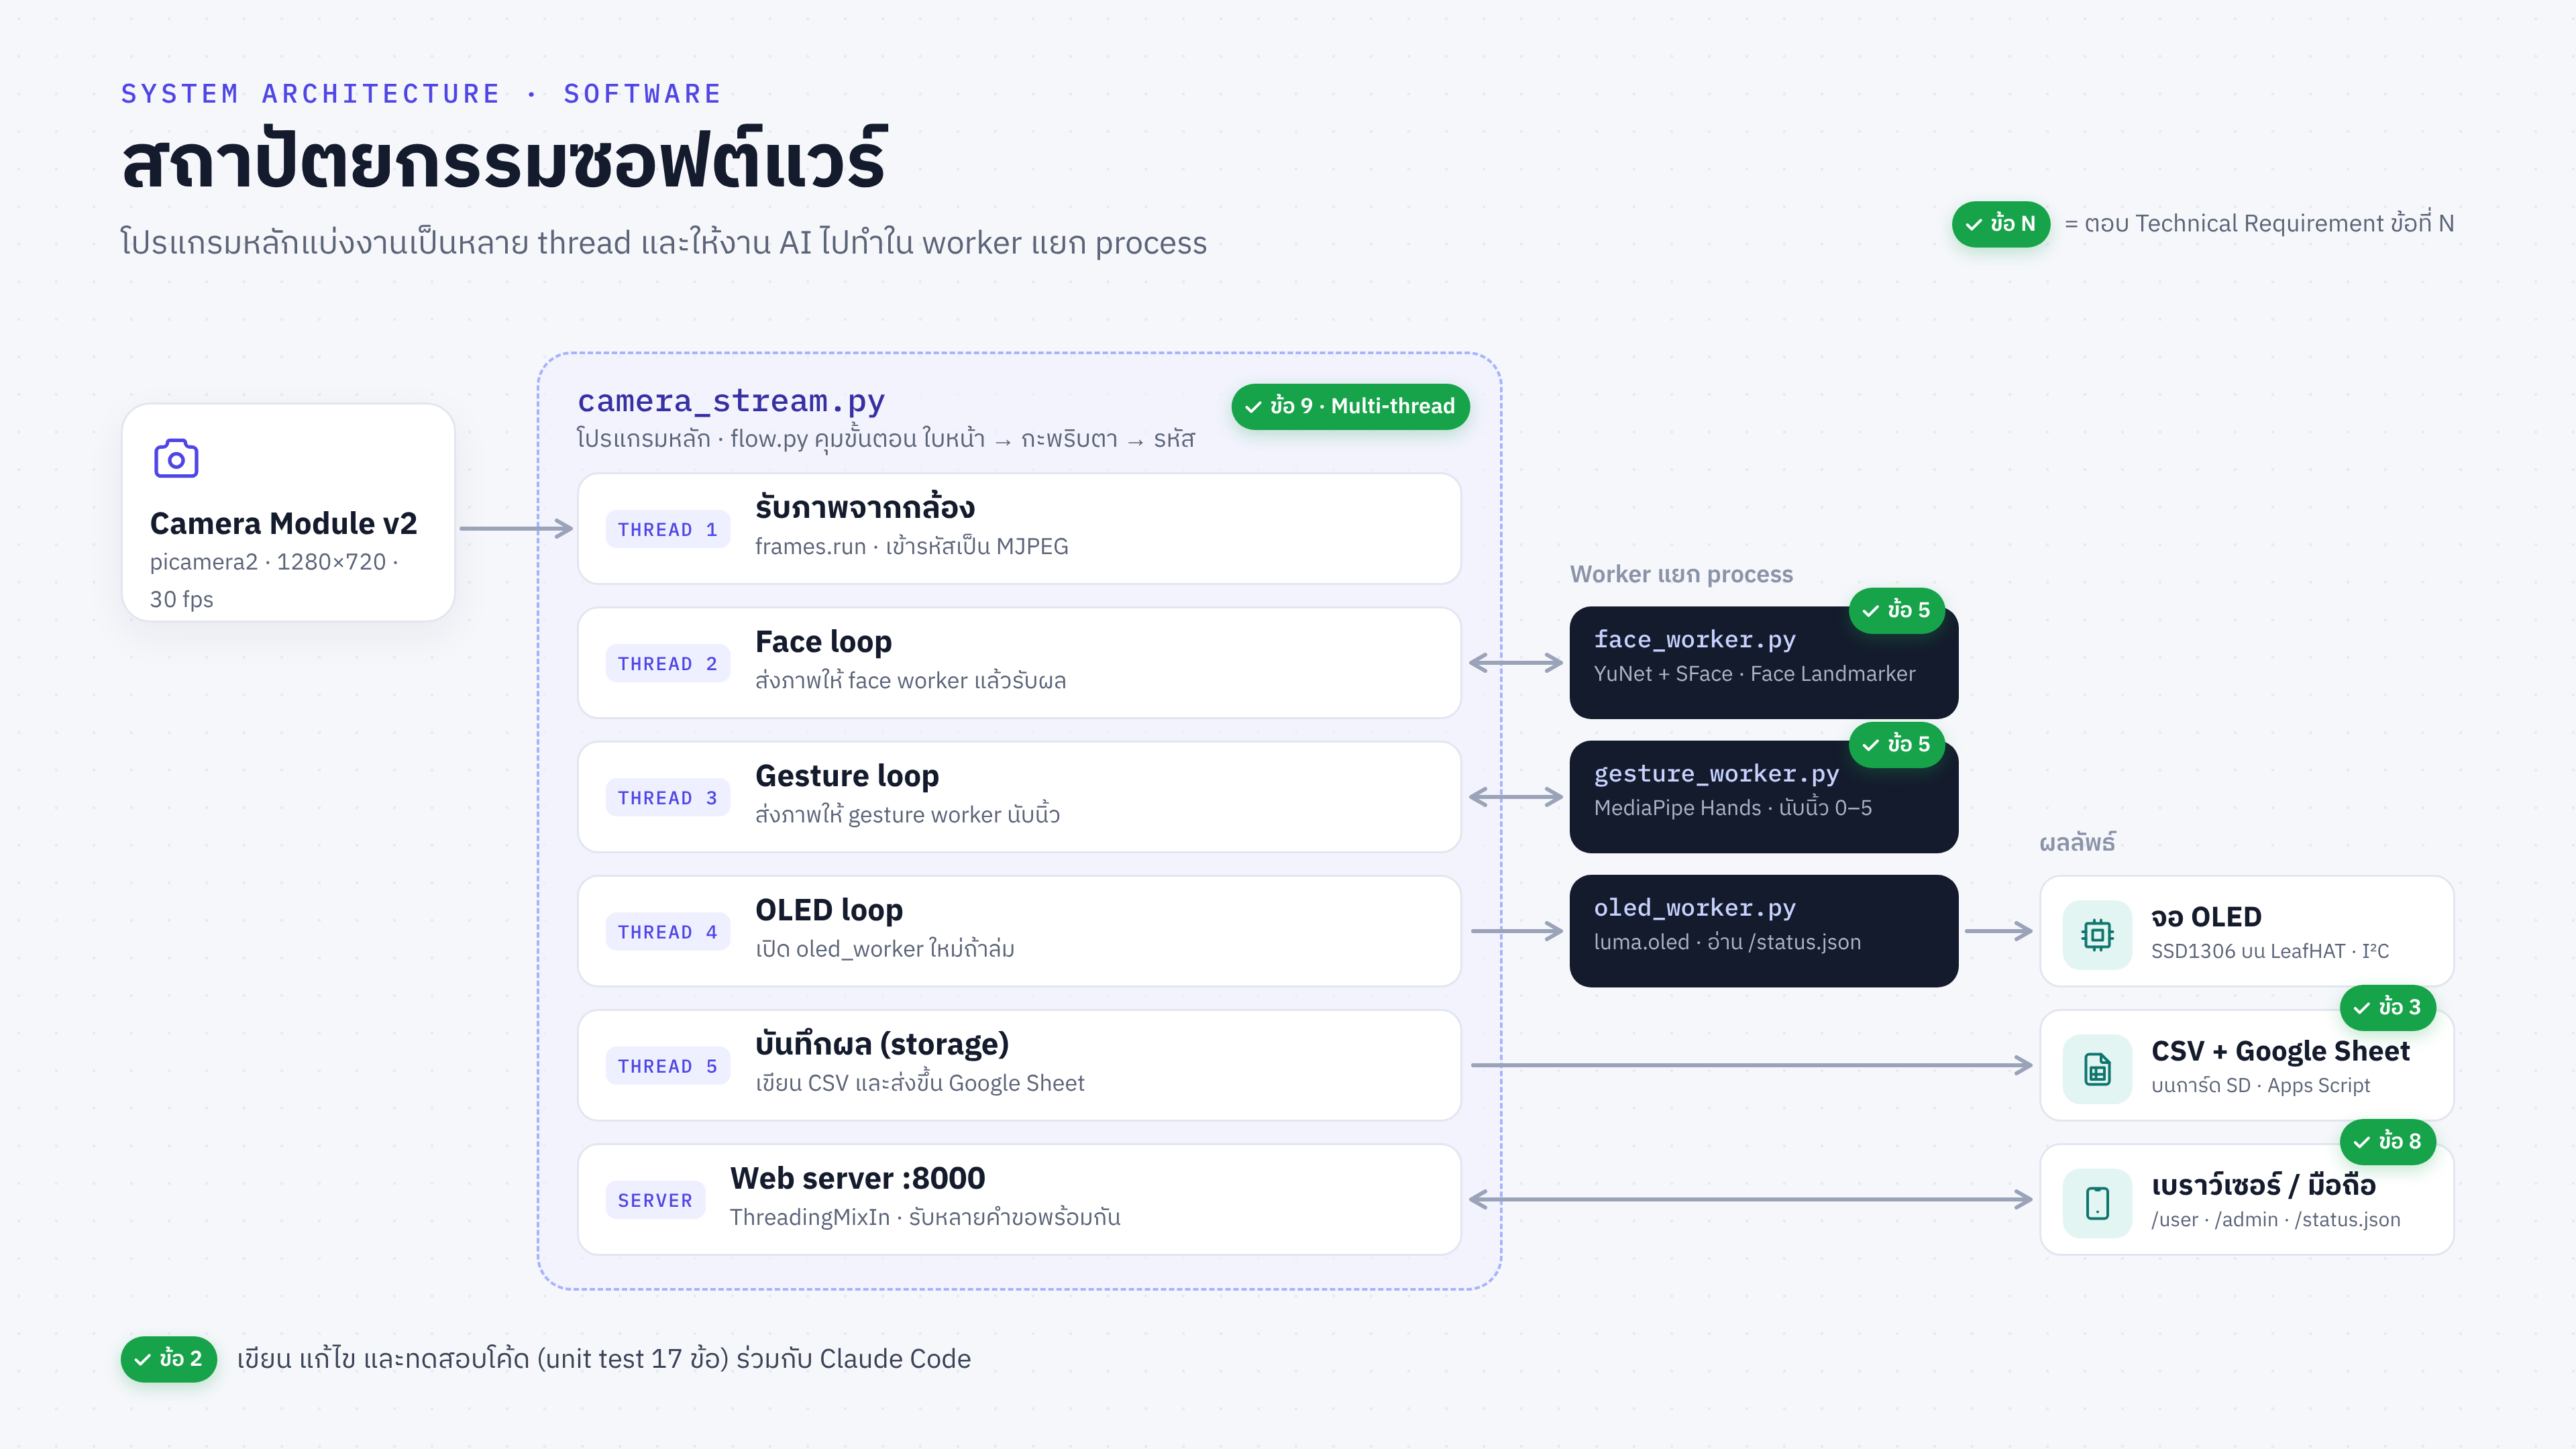 SYSTEM ARCHITECTURE · SOFTWARE
สถาปัตยกรรมซอฟต์แวร์
โปรแกรมหลักแบ่งงานเป็นหลาย thread และให้งาน AI ไปทำใน worker แยก process
ข้อ N = ตอบ Technical Requirement ข้อที่ N
Camera Module v2
picamera2 · 1280×720 ·
30 fps
camera_stream.py
ข้อ 9 · Multi-thread
โปรแกรมหลัก · flow.py คุมขั้นตอน ใบหน้า → กะพริบตา → รหัส
THREAD 1
รับภาพจากกล้อง
frames.run · เข้ารหัสเป็น MJPEG
THREAD 2
Face loop
ส่งภาพให้ face worker แล้วรับผล
THREAD 3
Gesture loop
ส่งภาพให้ gesture worker นับนิ้ว
THREAD 4
OLED loop
เปิด oled_worker ใหม่ถ้าล่ม
THREAD 5
บันทึกผล (storage)
เขียน CSV และส่งขึ้น Google Sheet
SERVER
Web server :8000
ThreadingMixIn · รับหลายคำขอพร้อมกัน
Worker แยก process
ข้อ 5
face_worker.py
YuNet + SFace · Face Landmarker
ข้อ 5
gesture_worker.py
MediaPipe Hands · นับนิ้ว 0–5
oled_worker.py
luma.oled · อ่าน /status.json
ผลลัพธ์
จอ OLED
SSD1306 บน LeafHAT · I²C
ข้อ 3
CSV + Google Sheet
บนการ์ด SD · Apps Script
ข้อ 8
เบราว์เซอร์ / มือถือ
/user · /admin · /status.json
ข้อ 2 เขียน แก้ไข และทดสอบโค้ด (unit test 17 ข้อ) ร่วมกับ Claude Code